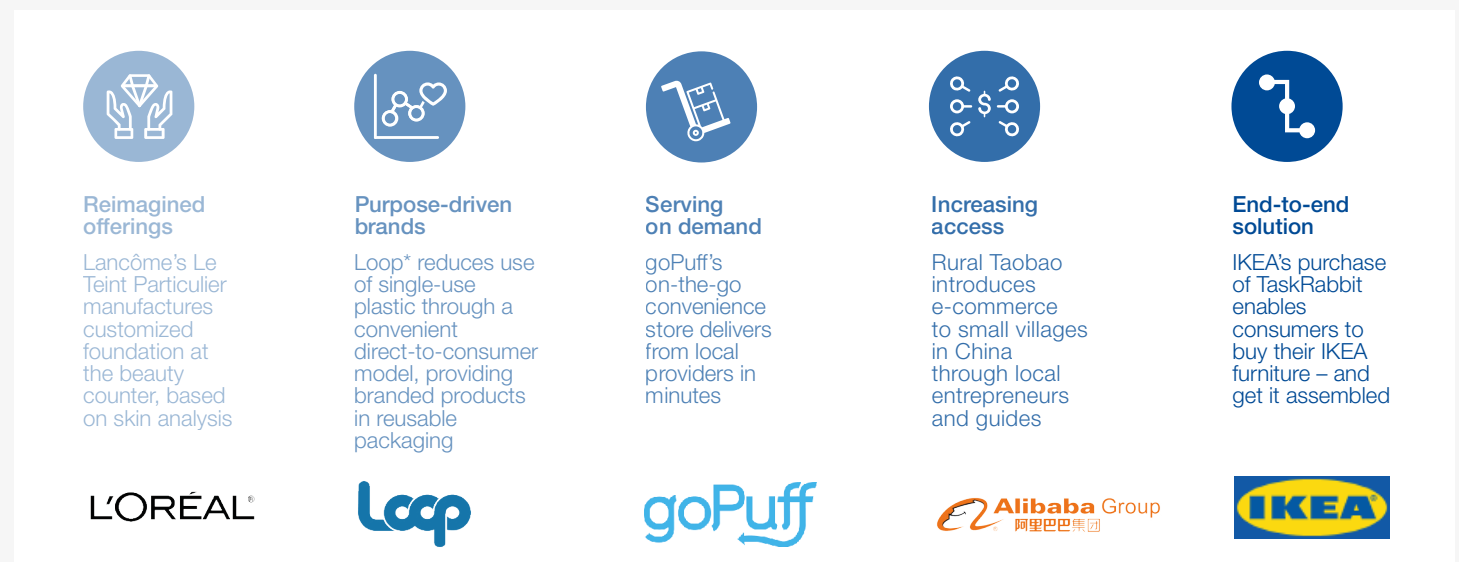 Reimagined
offerings
Lancôme's Le
Teint Particulier
manufactures
customized
foundation at
the beauty
counter, based
on skin analysis
L'ORÉAL®
Purpose-driven
brands
Loop* reduces use
of single-use
plastic through a
convenient
direct-to-consumer
model, providing
branded products
in reusable
packaging
Loop
Serving
on demand
goPuff's
on-the-go
convenience
store delivers
from local
providers in
minutes
goPuff
$
Increasing
access
Rural Taobao
introduces
e-commerce
to small villages
in China
through local
entrepreneurs
and guides
Alibaba Group
阿里巴巴集团
End-to-end
solution
IKEA's purchase
of TaskRabbit
enables
consumers to
buy their IKEA
furniture – and
get it assembled
IKEA®